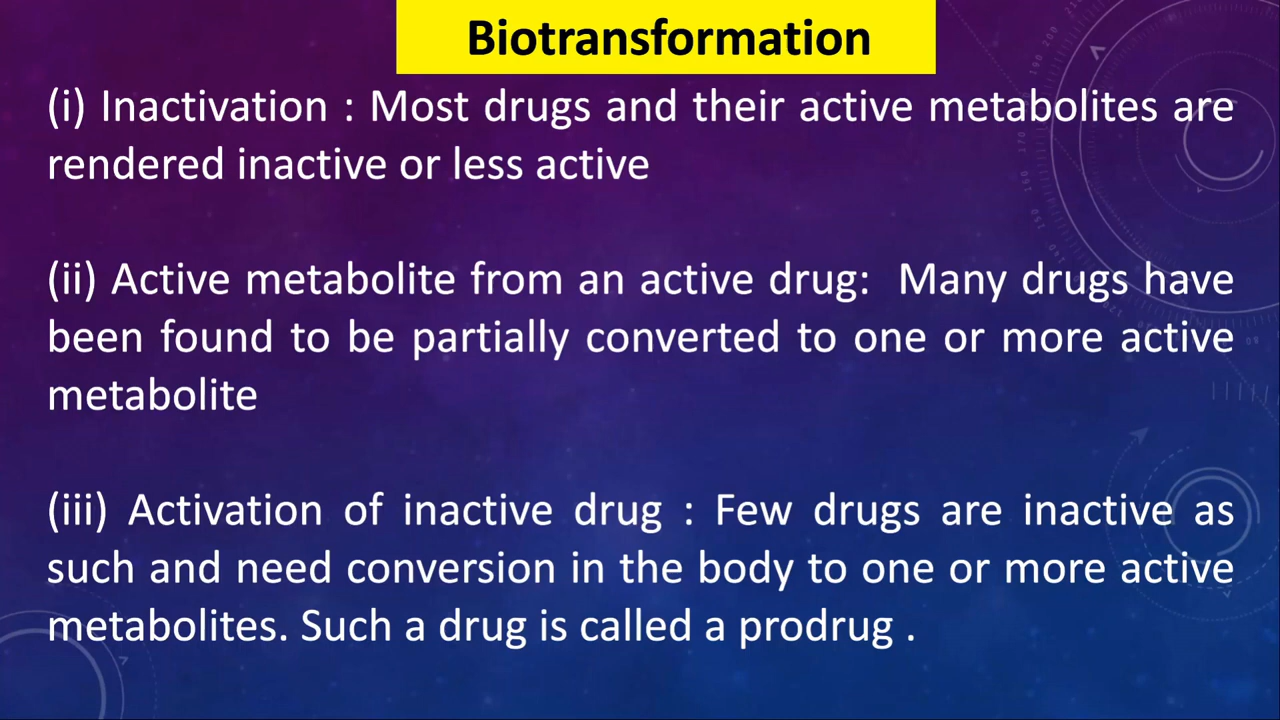 Biotransformation
(i) Inactivation : Most drugs and their active metabolites are
rendered inactive or less active
(ii) Active metabolite from an active drug:  Many drugs have
been found to be partially converted to one or more active
metabolite
(iii) Activation of inactive drug : Few drugs are inactive as
such and need conversion in the body to one or more active
metabolites. Such a drug is called a prodrug .